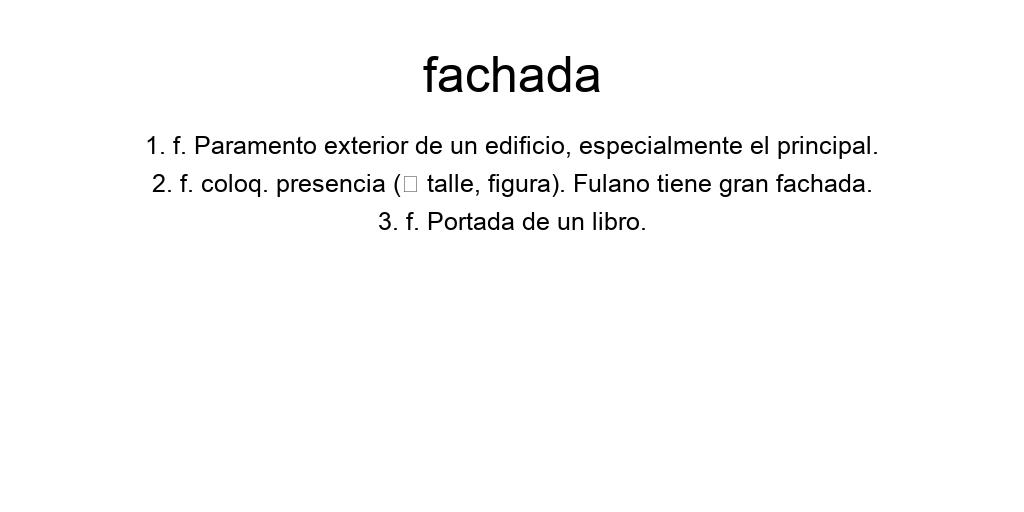 fachada
1. f. Paramento exterior de un edificio, especialmente el principal.
2. f. coloq. presencia (▯ talle, figura). Fulano tiene gran fachada.
3. f. Portada de un libro.